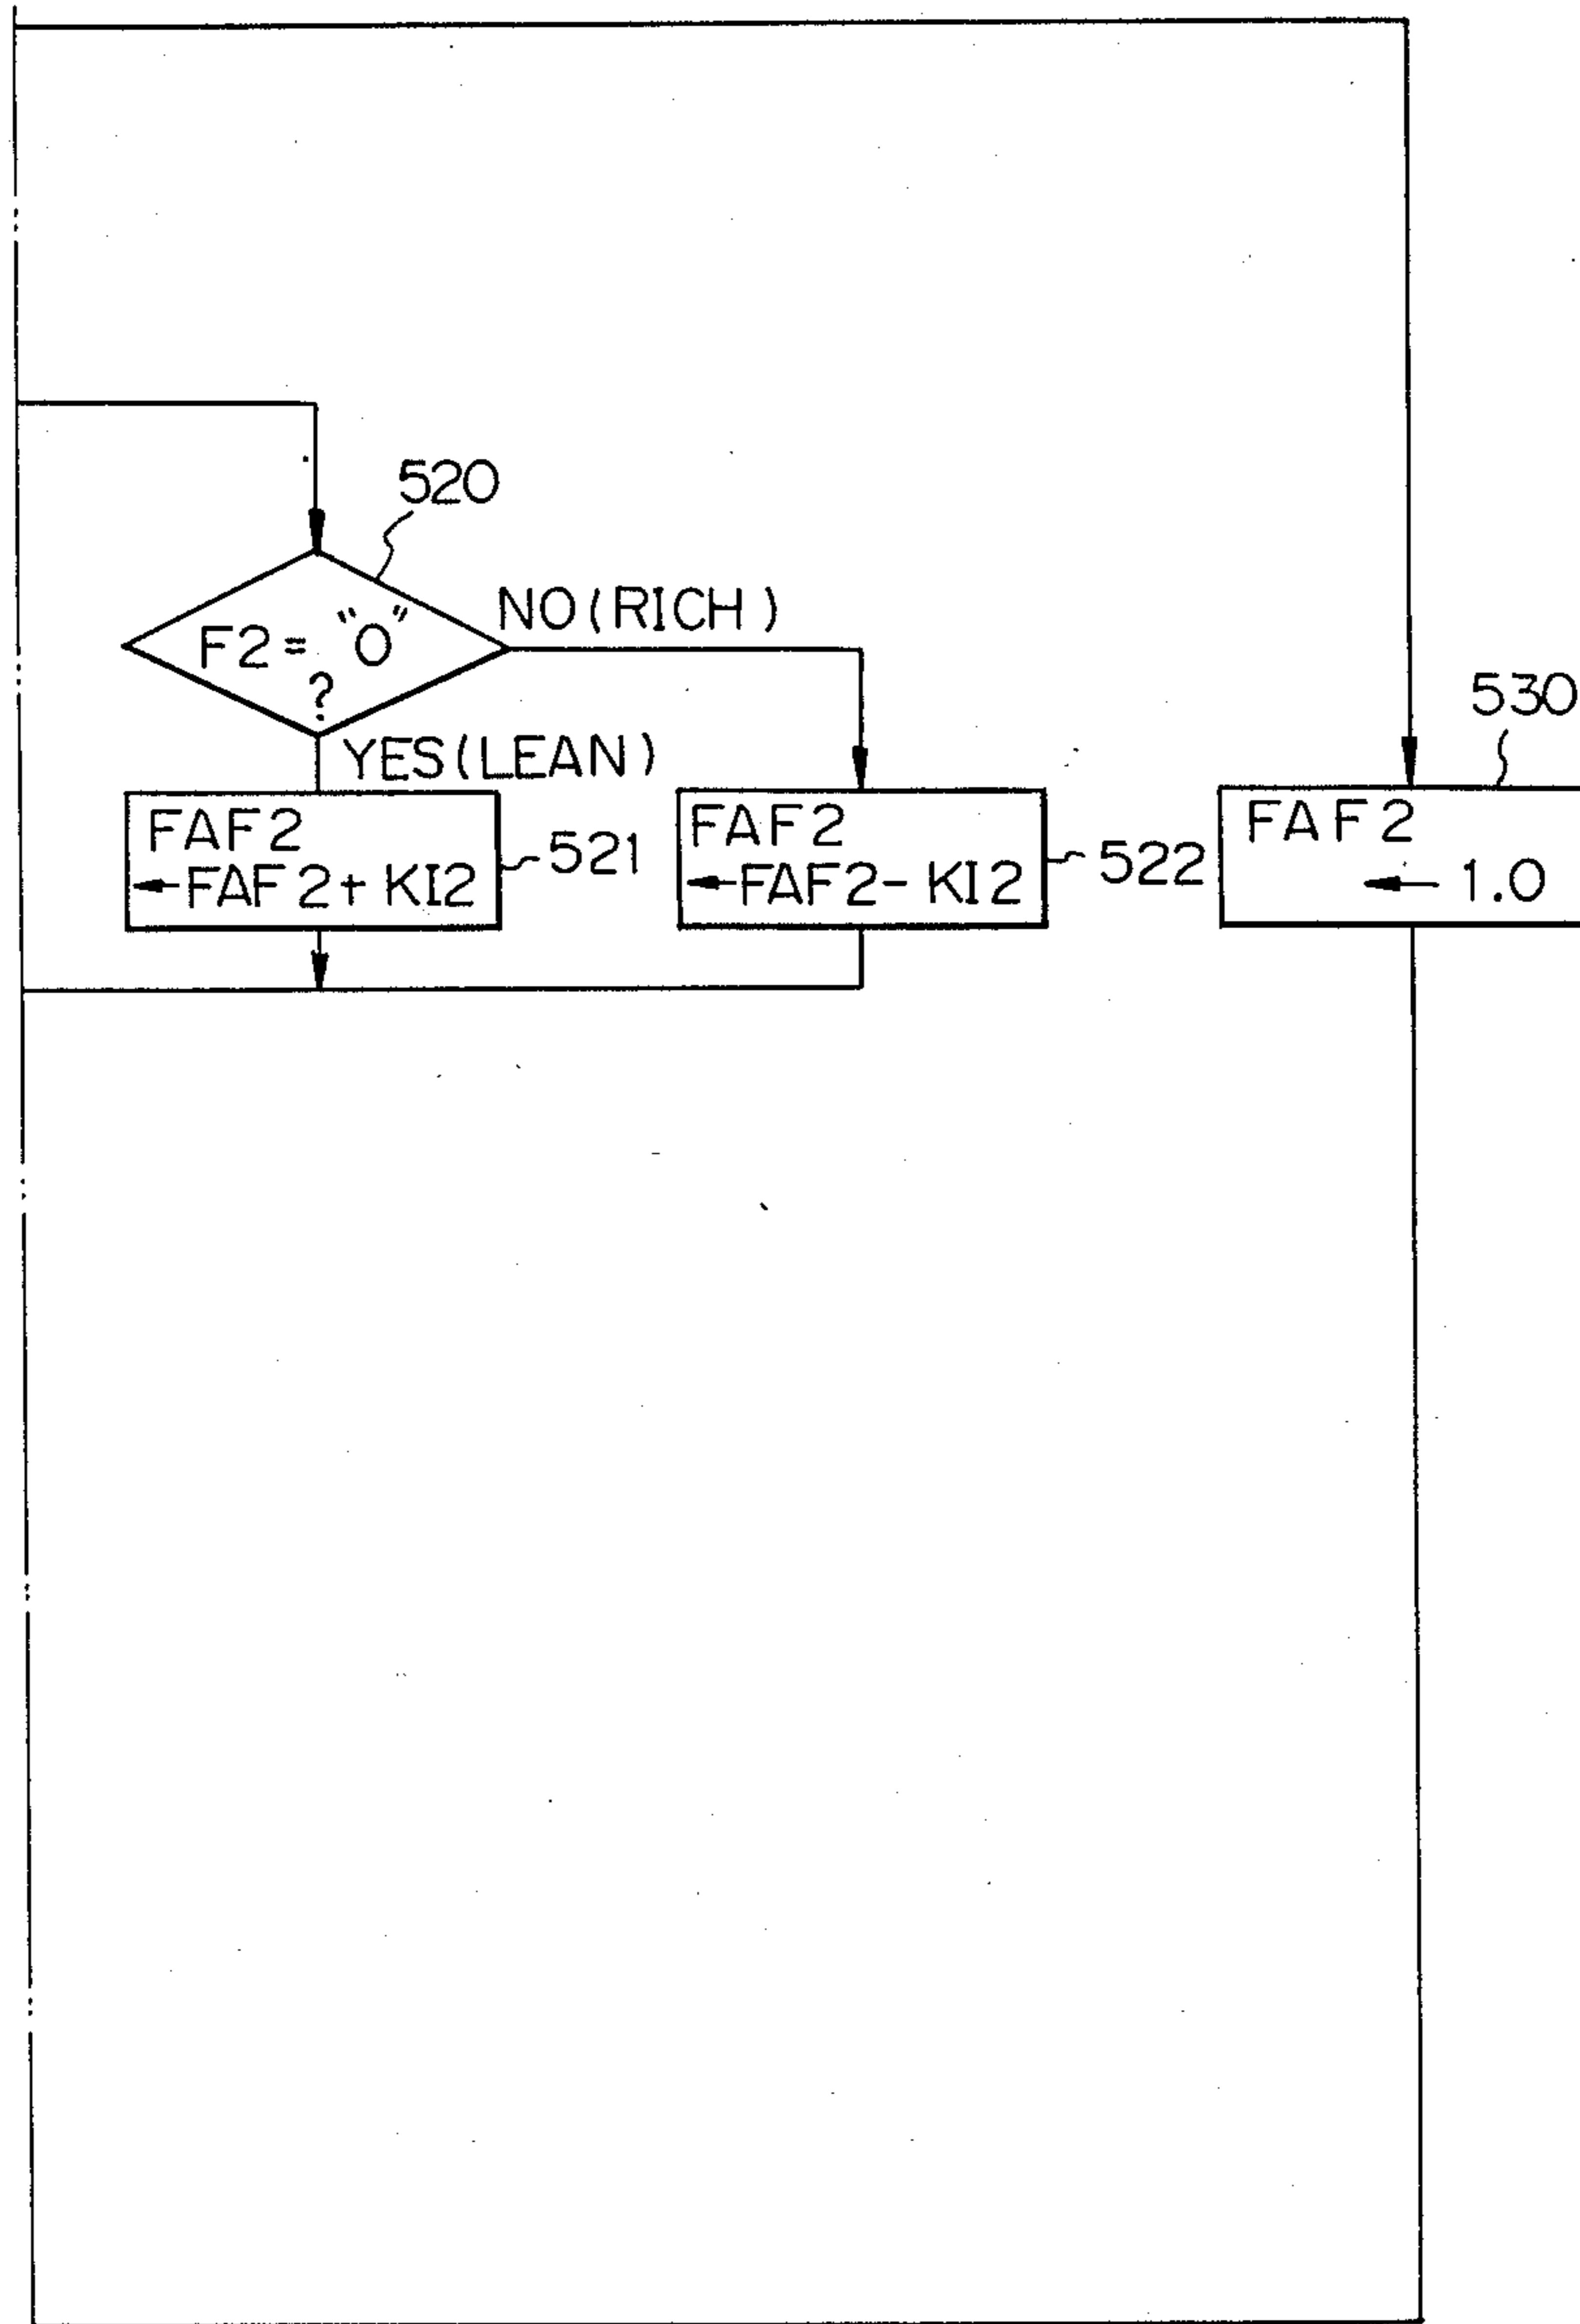 520
F2= "0"
?
NO(RICH)
YES(LEAN)
FAF2
←FAF2+KI2
521
FAF2
←FAF2-KI2
522
530
FAF2
←1.0